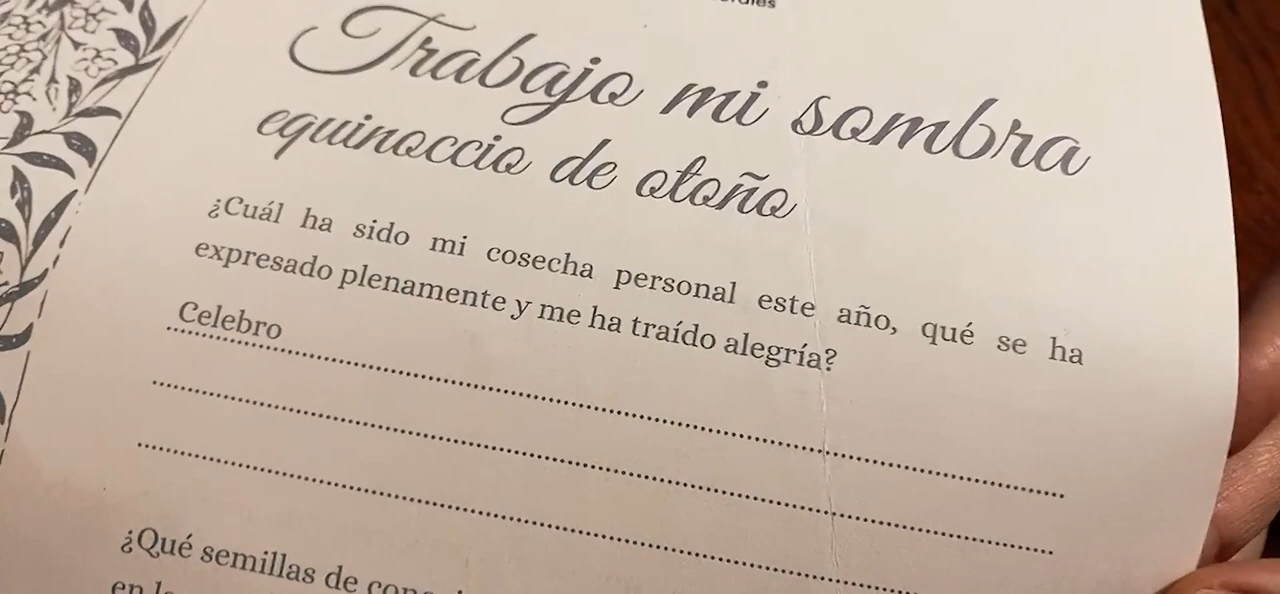 Trabajo mi sombra
equinoccio de otoño
¿Cuál ha sido mi cosecha personal este año, qué se ha
expresado plenamente y me ha traído alegría?
Celebro
¿Qué semillas de
en